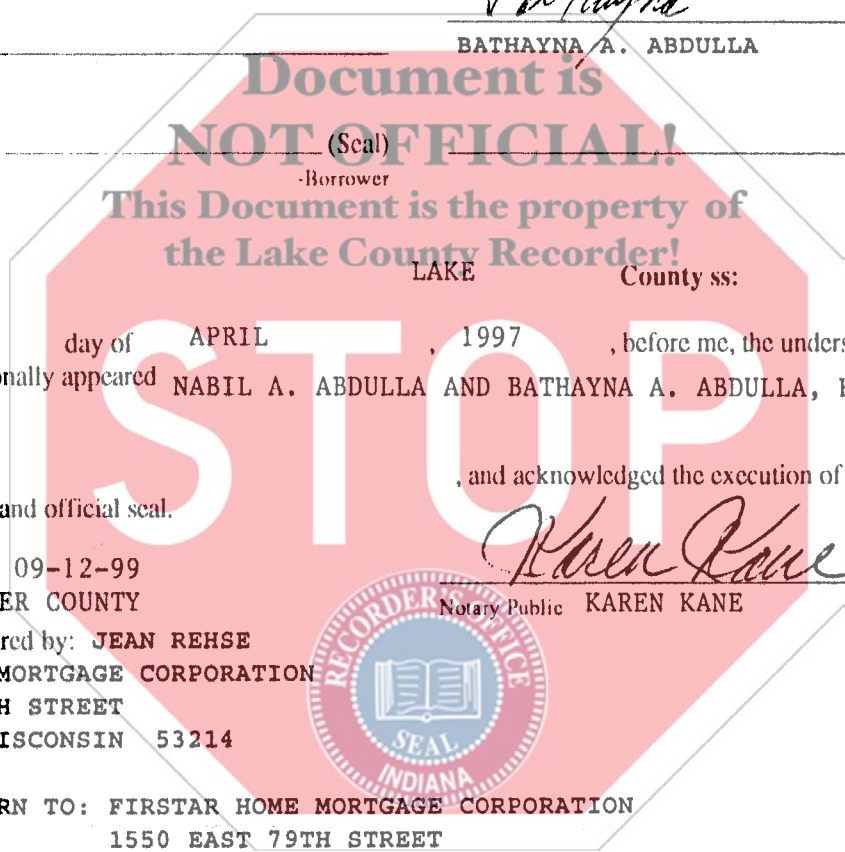 BATHAYNA A. ABDULLA
Document is
NOT OFFICIAL!
(Seal)
-Borrower
This Document is the property of
the Lake County Recorder!
LAKE County ss:
day of APRIL , 1997 , before me, the unders
onally appeared NABIL A. ABDULLA AND BATHAYNA A. ABDULLA, H
STOP
, and acknowledged the execution of
and official seal.
Karen Kane
09-12-99
ER COUNTY
Notary Public KAREN KANE
red by: JEAN REHSE
MORTGAGE CORPORATION
H STREET
ISCONSIN 53214
RECORDER'S OFFICE
SEAL
INDIANA
RN TO: FIRSTAR HOME MORTGAGE CORPORATION
1550 EAST 79TH STREET